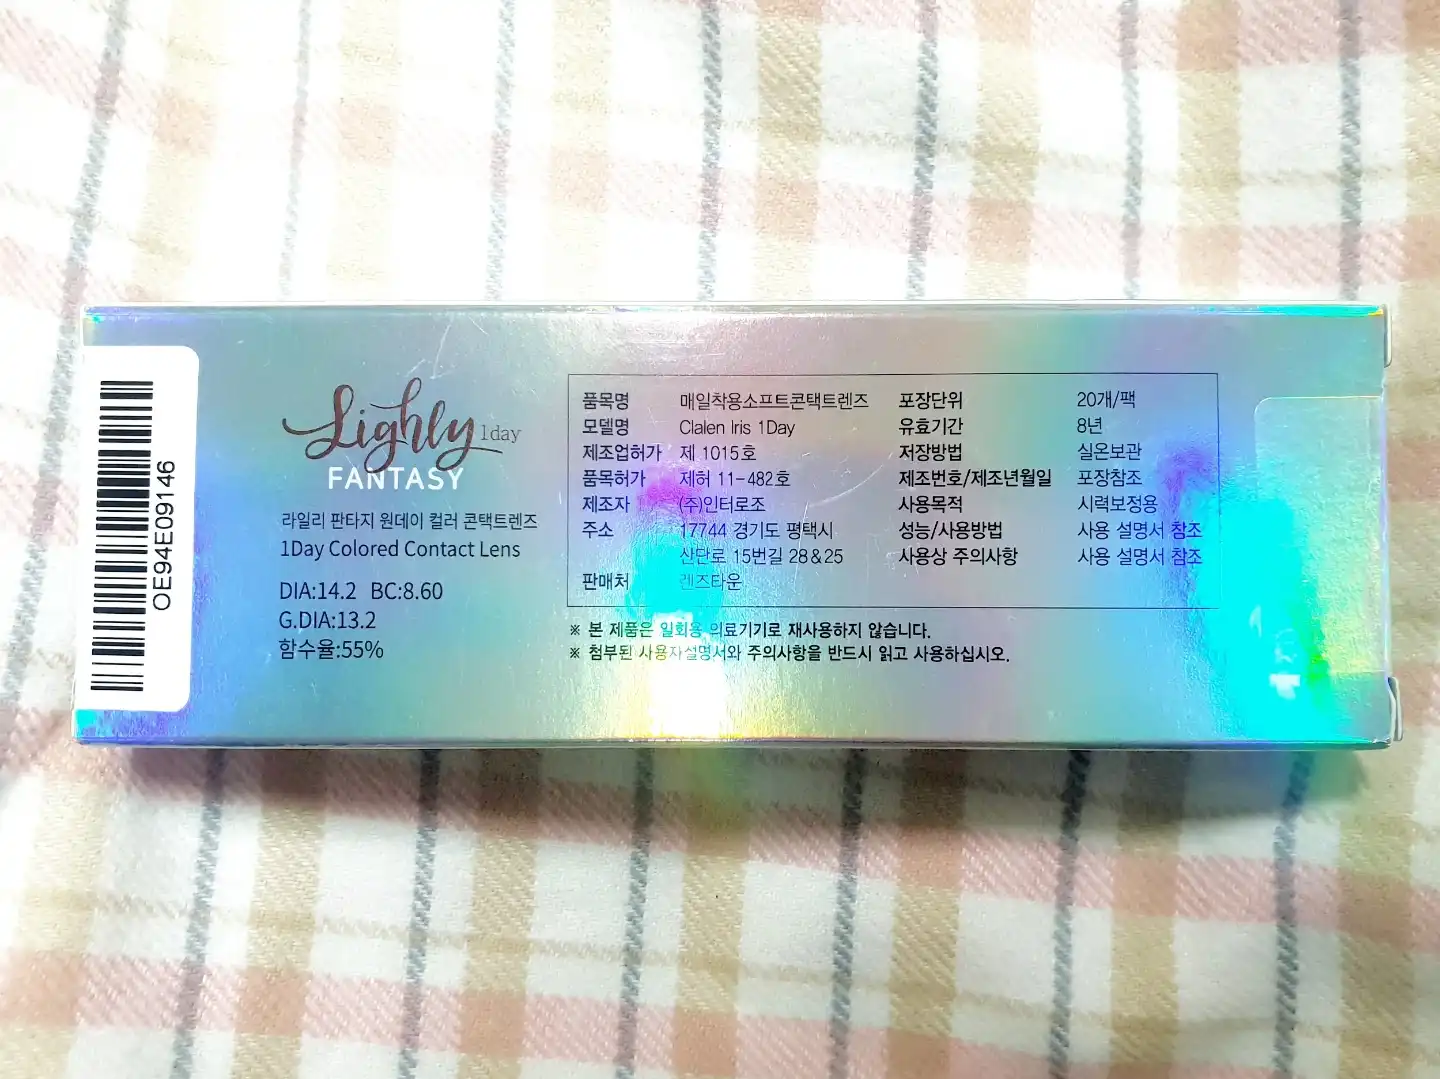 OE94E09146
Lighly 1day
FANTASY
라일리 판타지 원데이 컬러 콘택트렌즈
1Day Colored Contact Lens
DIA:14.2 BC:8.60
G.DIA:13.2
함수율:55%
품목명 매일착용소프트콘택트렌즈 포장단위 20개/팩
모델명 Clalen Iris 1Day 유효기간 8년
제조업허가 제 1015호 저장방법 실온보관
품목허가 제허 11-482호 제조번호/제조년월일 포장참조
제조자 (주)인터로조 사용목적 시력보정용
주소 17744 경기도 평택시 성능/사용방법 사용 설명서 참조
산단로 15번길 28&25 사용상 주의사항 사용 설명서 참조
판매처 렌즈타운
※ 본 제품은 일회용 의료기기로 재사용하지 않습니다.
※ 첨부된 사용자설명서와 주의사항을 반드시 읽고 사용하십시오.